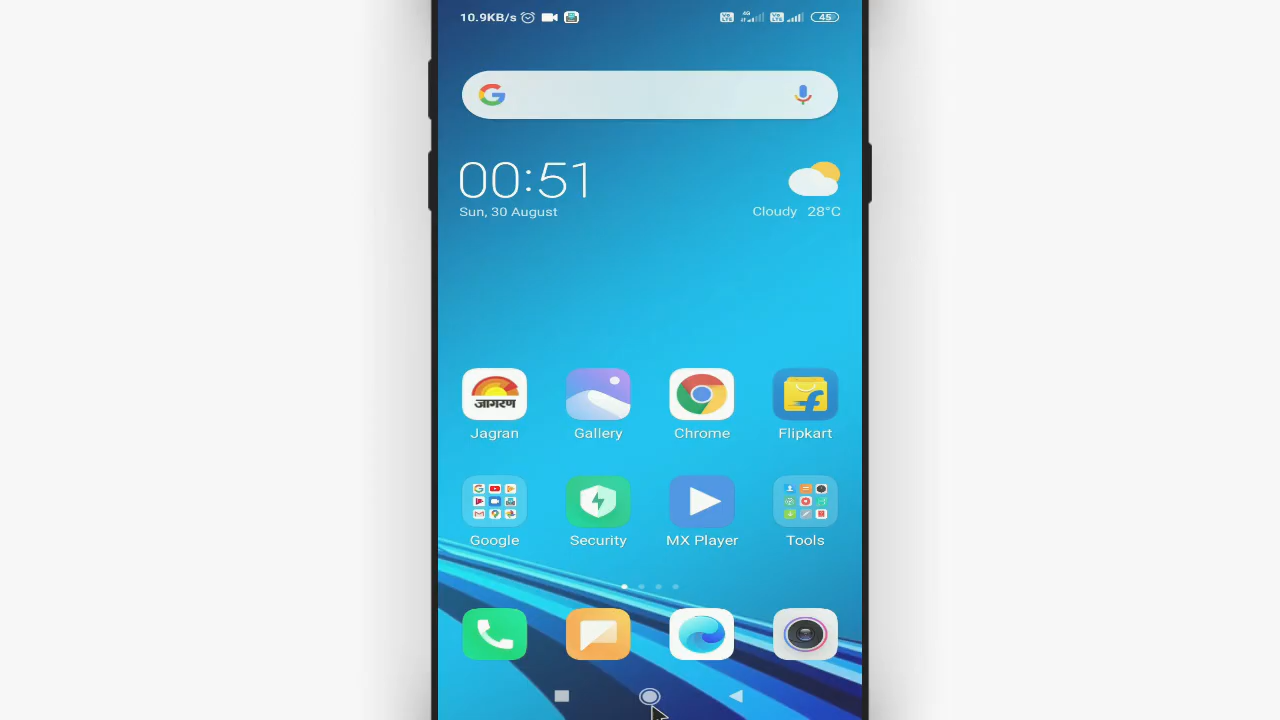 10.9KB/s
45
00:51
Sun, 30 August
Cloudy 28°C
जागरण
Jagran
Gallery
Chrome
Flipkart
Google
Security
MX Player
Tools